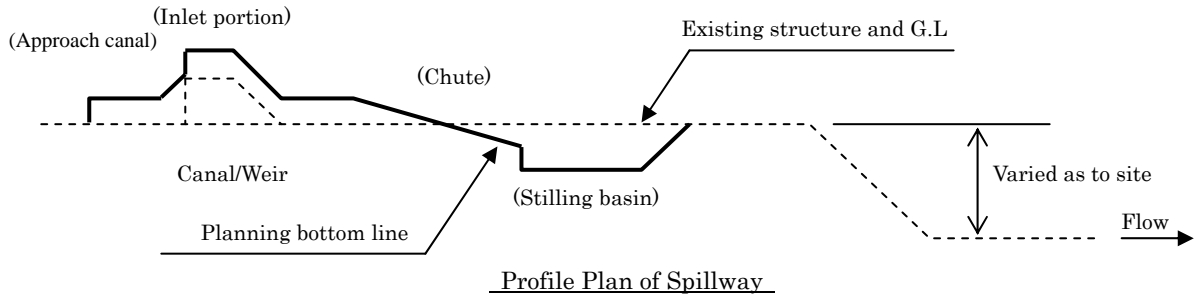 (Inlet portion)
Existing structure and G.L
(Approach canal)
(Chute)
Canal/Weir
Varied as to site
(Stilling basin)
Flow
Planning bottom line
Profile Plan of Spillway